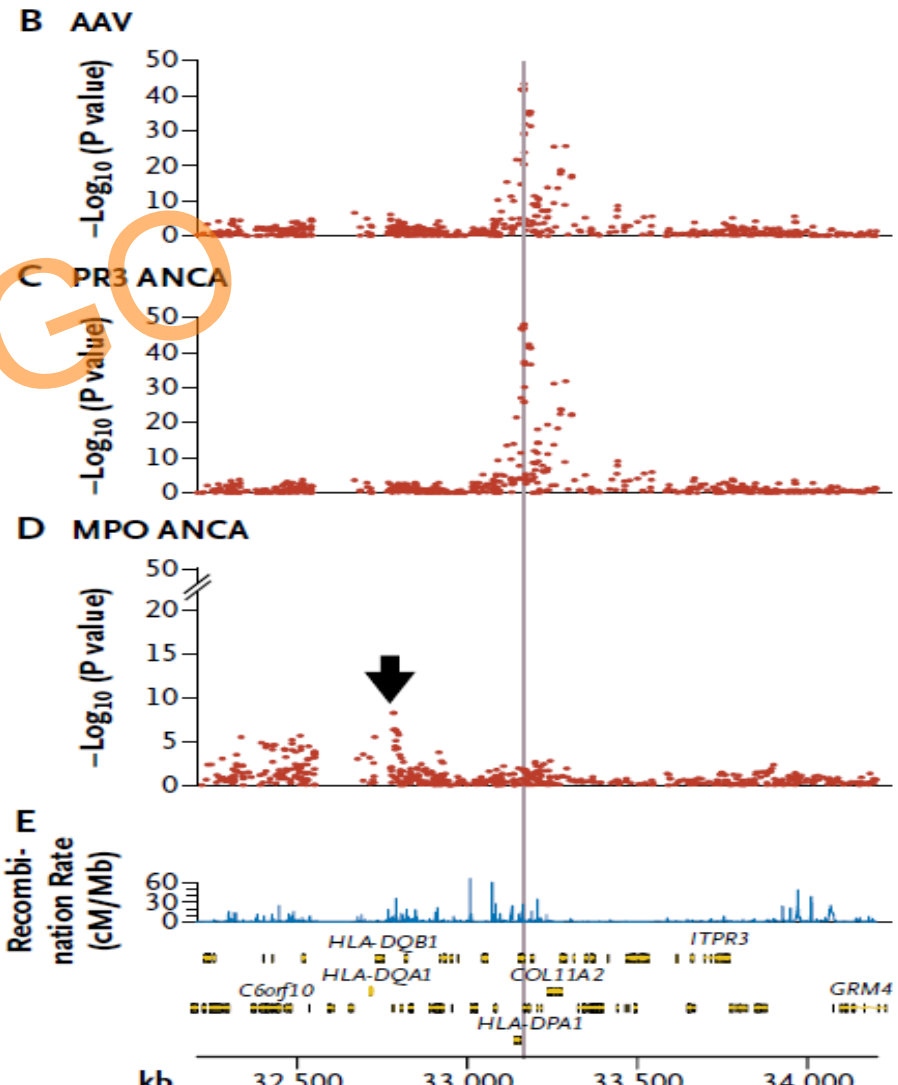 B AAV
50
40
30
20
10
0
−Log10 (P value)
GO
C PR3 ANCA
50
40
30
20
10
0
−Log10 (P value)
D MPO ANCA
50
20
15
10
5
0
−Log10 (P value)
E
Recombi-
nation Rate
(cM/Mb)
60
30
0
HLA-DQB1
ITPR3
HLA-DQA1
COL11A2
C6orf10
GRM4
HLA-DPA1
kb 32,500 33,000 33,500 34,000